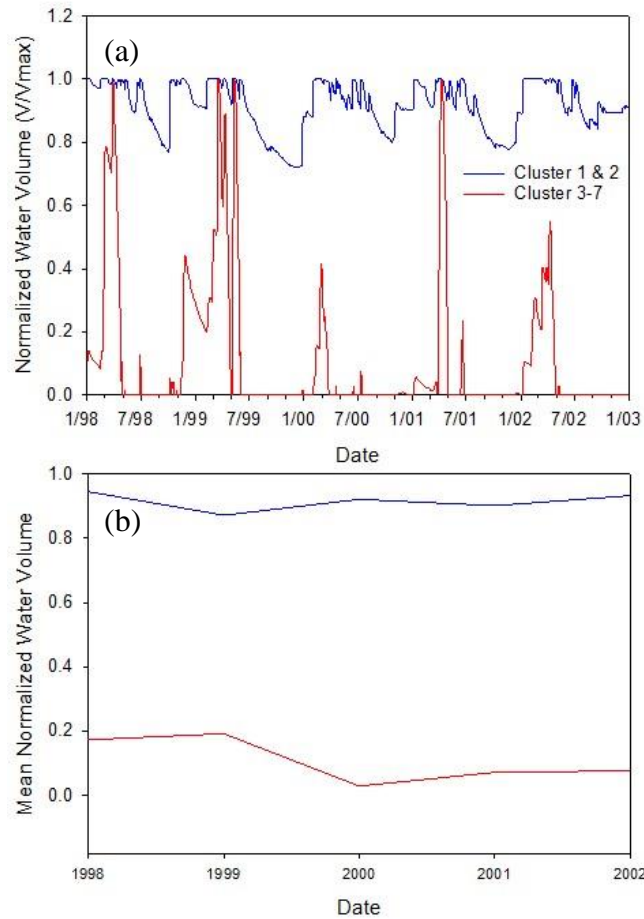 1.2
(a)
1.0
0.8
0.6
0.4
0.2
0.0
Normalized Water Volume (V/Vmax)
Cluster 1 & 2
Cluster 3-7
1/98 7/98 1/99 7/99 1/00 7/00 1/01 7/01 1/02 7/02 1/03
Date
1.0
(b)
0.8
0.6
0.4
0.2
0.0
Mean Normalized Water Volume
1998 1999 2000 2001 2002
Date